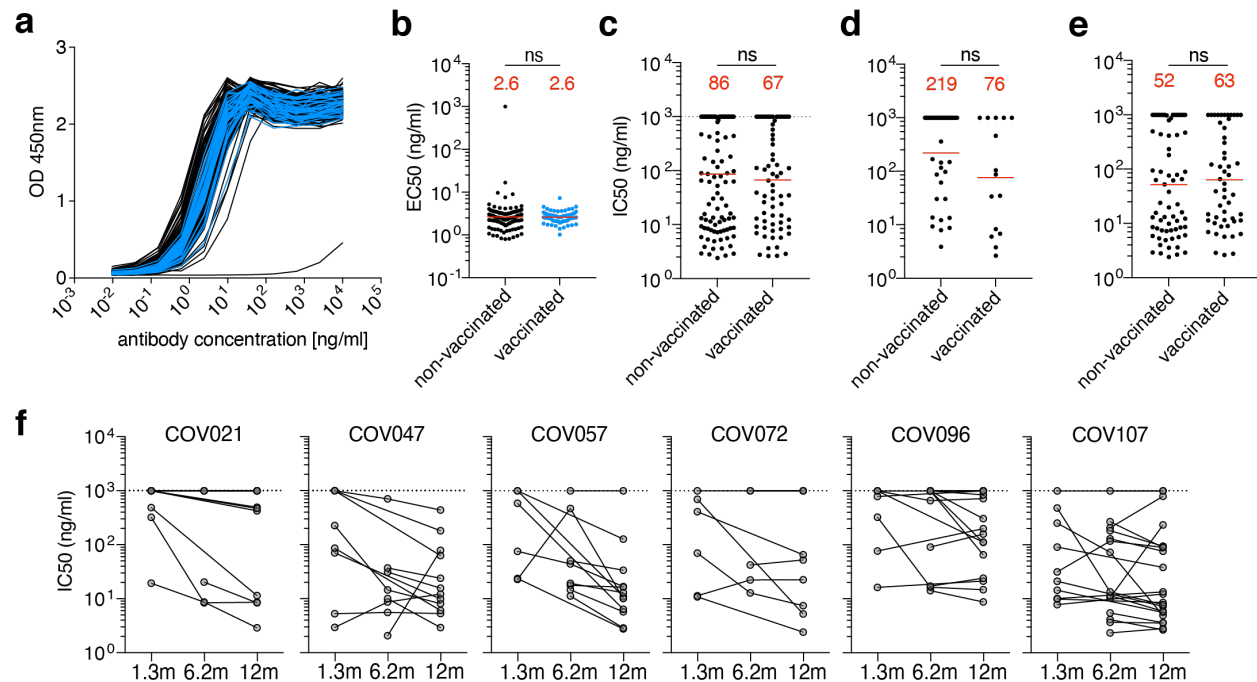 a
3
2
1
0
OD 450nm
10-3
10-2
10-1
100
101
102
103
104
105
antibody concentration [ng/ml]
b
ns
2.6 2.6
104
103
102
101
100
10-1
EC50 (ng/ml)
non-vaccinated
vaccinated
c
ns
86 67
104
103
102
101
100
IC50 (ng/ml)
non-vaccinated
vaccinated
d
ns
219 76
104
103
102
101
100
non-vaccinated
vaccinated
e
ns
52 63
104
103
102
101
100
non-vaccinated
vaccinated
f
104
103
102
101
100
IC50 (ng/ml)
COV021
1.3m 6.2m 12m
COV047
1.3m 6.2m 12m
COV057
1.3m 6.2m 12m
COV072
1.3m 6.2m 12m
COV096
1.3m 6.2m 12m
COV107
1.3m 6.2m 12m